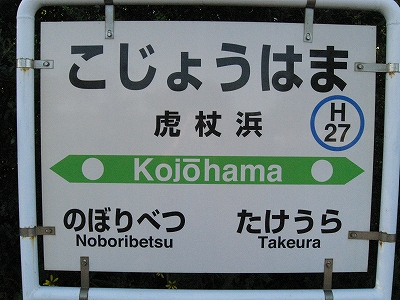 こじょうはま
虎杖浜
H
27
Kojōhama
のぼりべつ たけうら
Noboribetsu Takeura